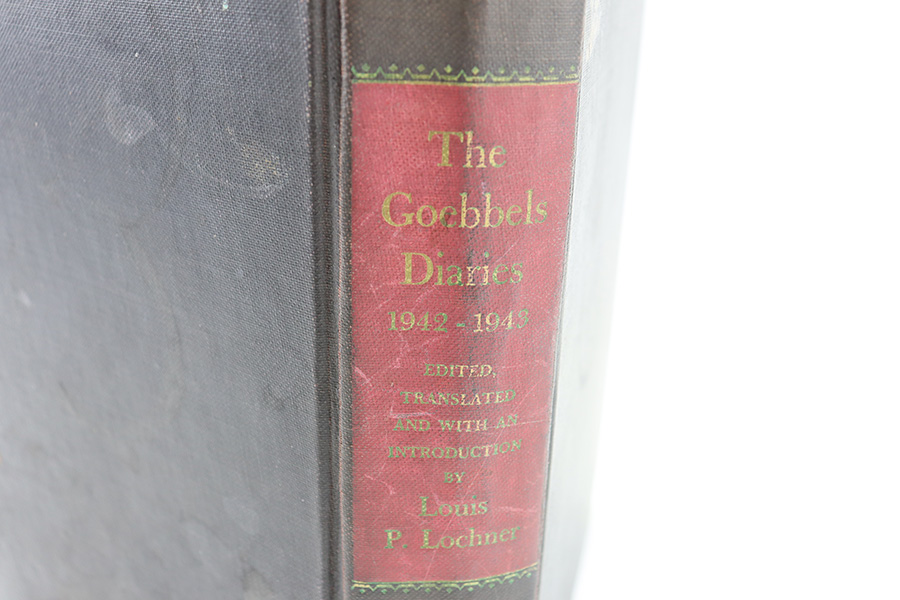 The
Goebbels
Diaries
1942 - 1943
EDITED,
TRANSLATED
AND WITH AN
INTRODUCTION
BY
Louis
P. Lochner